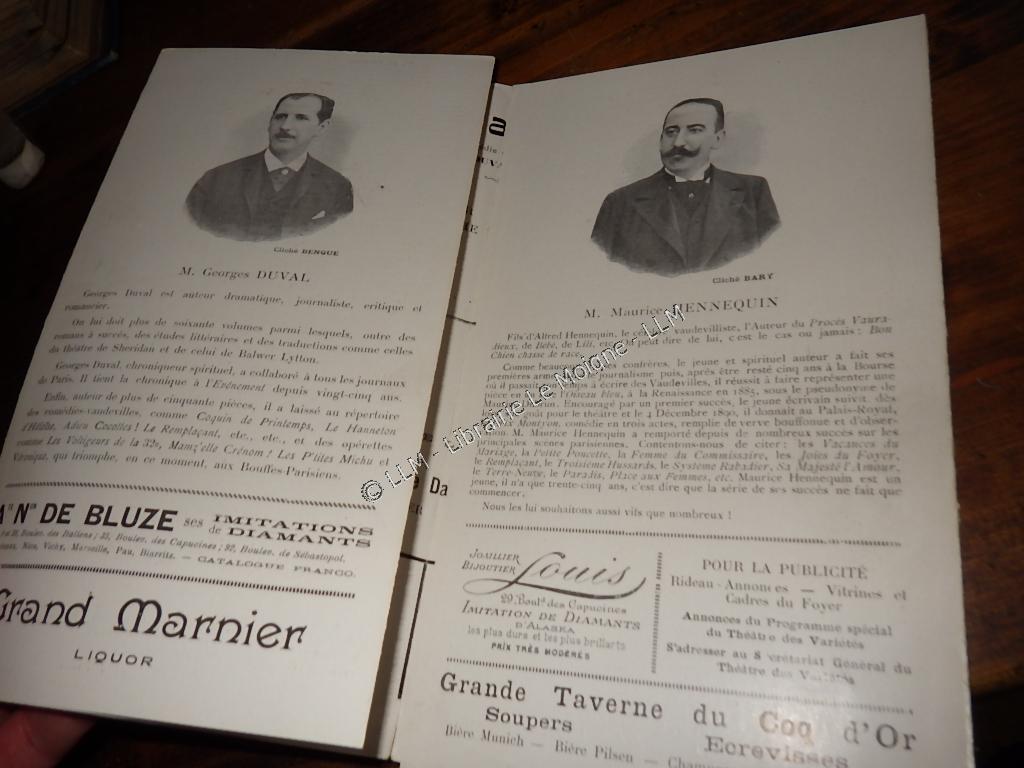 Cliché BENGUE
M. Georges DUVAL
Georges Duval est auteur dramatique, journaliste, critique et
romancier.
On lui doit plus de soixante volumes parmi lesquels, outre des
romans à succès, des études littéraires et des traductions comme celles
du théâtre de Sheridan et de celui de Balwer Lytton.
Georges Duval, chroniqueur spirituel, a collaboré à tous les journaux
de Paris. Il tient la chronique à l'Evénement depuis vingt-cinq ans.
Enfin, auteur de plus de cinquante pièces, il a laissé au répertoire
des comédies-vaudevilles, comme Coquin de Printemps, Le Hanneton
d'Hélène, Adieu Cocottes! Le Remplaçant, etc., etc., et des opérettes
comme Les Voltigeurs de la 32e, Mam'zelle Crénom! Les P'tites Michu et
Véronique, qui triomphe, en ce moment, aux Bouffes-Parisiens.
DE BLUZE ses IMITATIONS
de DIAMANTS
Boulev. des Italiens; 35, Boulev. des Capucines; 92, Boulev. de Sébastopol.
Nice, Vichy, Marseille, Pau, Biarritz. — CATALOGUE FRANCO.
Grand Marnier
LIQUOR
a
Da
Cliché BARY
M. Maurice HENNEQUIN
Fils d'Alfred Hennequin, le célèbre vaudevilliste, l'Auteur du Procès Vaura-
dieux, de Bébé, de Lili, etc., on peut dire de lui, c'est le cas ou jamais: Bon
Chien chasse de race.
Comme beaucoup de ses confrères, le jeune et spirituel auteur a fait ses
premières armes dans le journalisme puis, après être resté cinq ans à la Bourse
où il passait son temps à écrire des Vaudevilles, il réussit à faire représenter une
pièce en un acte l'Oiseau Bleu, à la Renaissance en 1885, sous le pseudonyme de
Maurice Debrun. Encouragé par un premier succès, le jeune écrivain suivit, dès
lors, son goût pour le théâtre et le 4 Décembre 1890, il donnait au Palais-Royal,
Un Prix Montyon, comédie en trois actes, remplie de verve bouffonne et d'obser-
vation. M. Maurice Hennequin a remporté depuis de nombreux succès sur les
principales scènes parisiennes. Contentons-nous de citer: les Vacances du
Mariage, la Petite Poucette, la Femme du Commissaire, les Joies du Foyer,
le Remplaçant, le Troisième Hussards, le Système Ribadier, Sa Majesté l'Amour,
le Terre-Neuve, le Paradis, Place aux Femmes, etc. Maurice Hennequin est un
jeune, il n'a que trente-cinq ans, c'est dire que la série de ses succès ne fait que
commencer.
Nous les lui souhaitons aussi vifs que nombreux!
JOAILLIER
BIJOUTIER Louis
29, Boul.d des Capucines
IMITATION DE DIAMANTS
D'ALASKA
les plus durs et les plus brillants
PRIX TRÈS MODÉRÉS
POUR LA PUBLICITÉ
Rideau-Annonces — Vitrines et
Cadres du Foyer
Annonces du Programme spécial
du Théâtre des Variétés
S'adresser au Secrétariat Général du
Théâtre des Variétés
Grande Taverne du Coq d'Or
Soupers Ecrevisses
Bière Munich — Bière Pilsen —
© LLM - Librairie Le Moigne - LLM